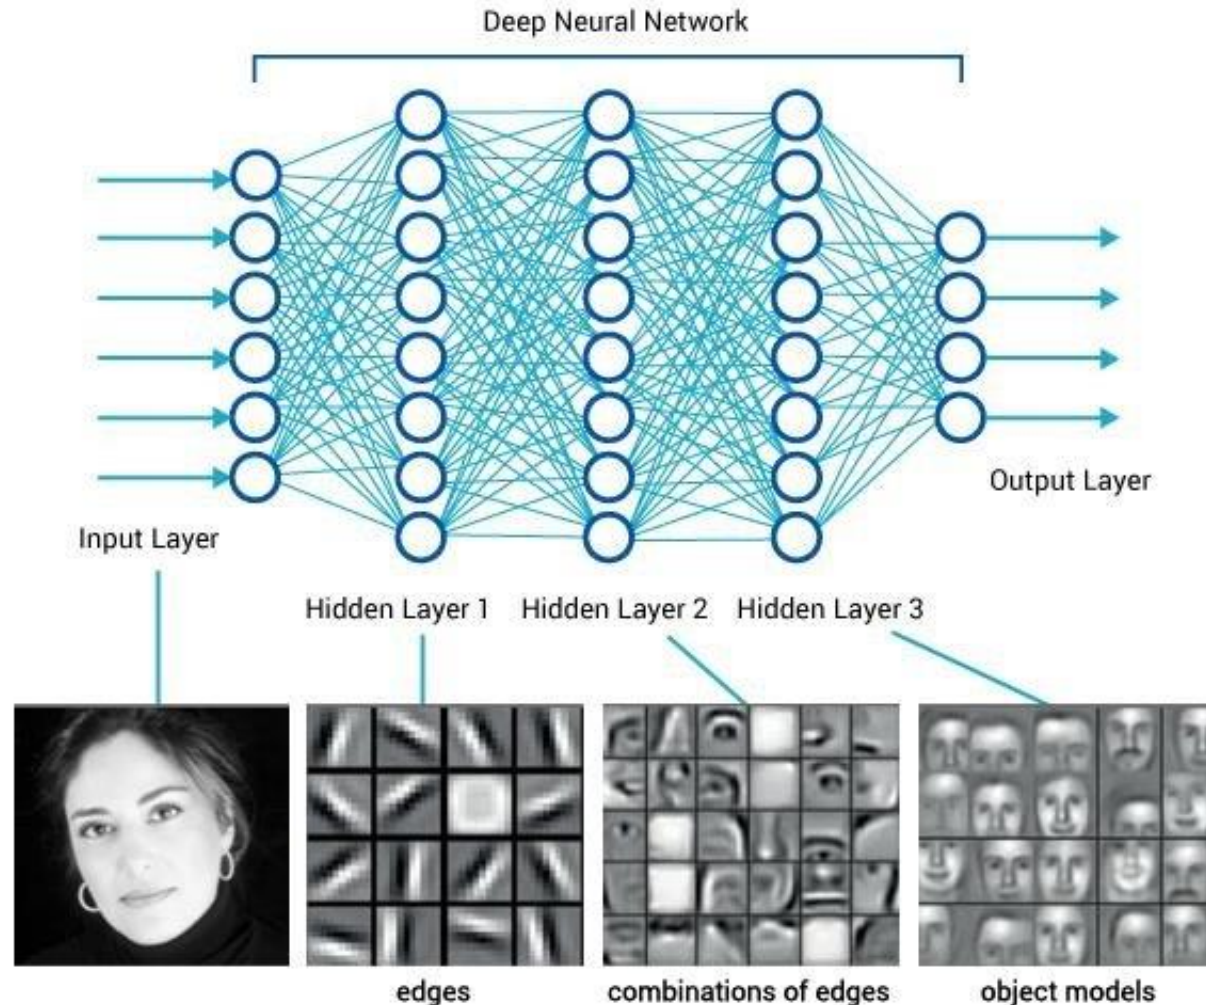 Deep Neural Network
Output Layer
Input Layer
Hidden Layer 1
Hidden Layer 2
Hidden Layer 3
edges
combinations of edges
object models